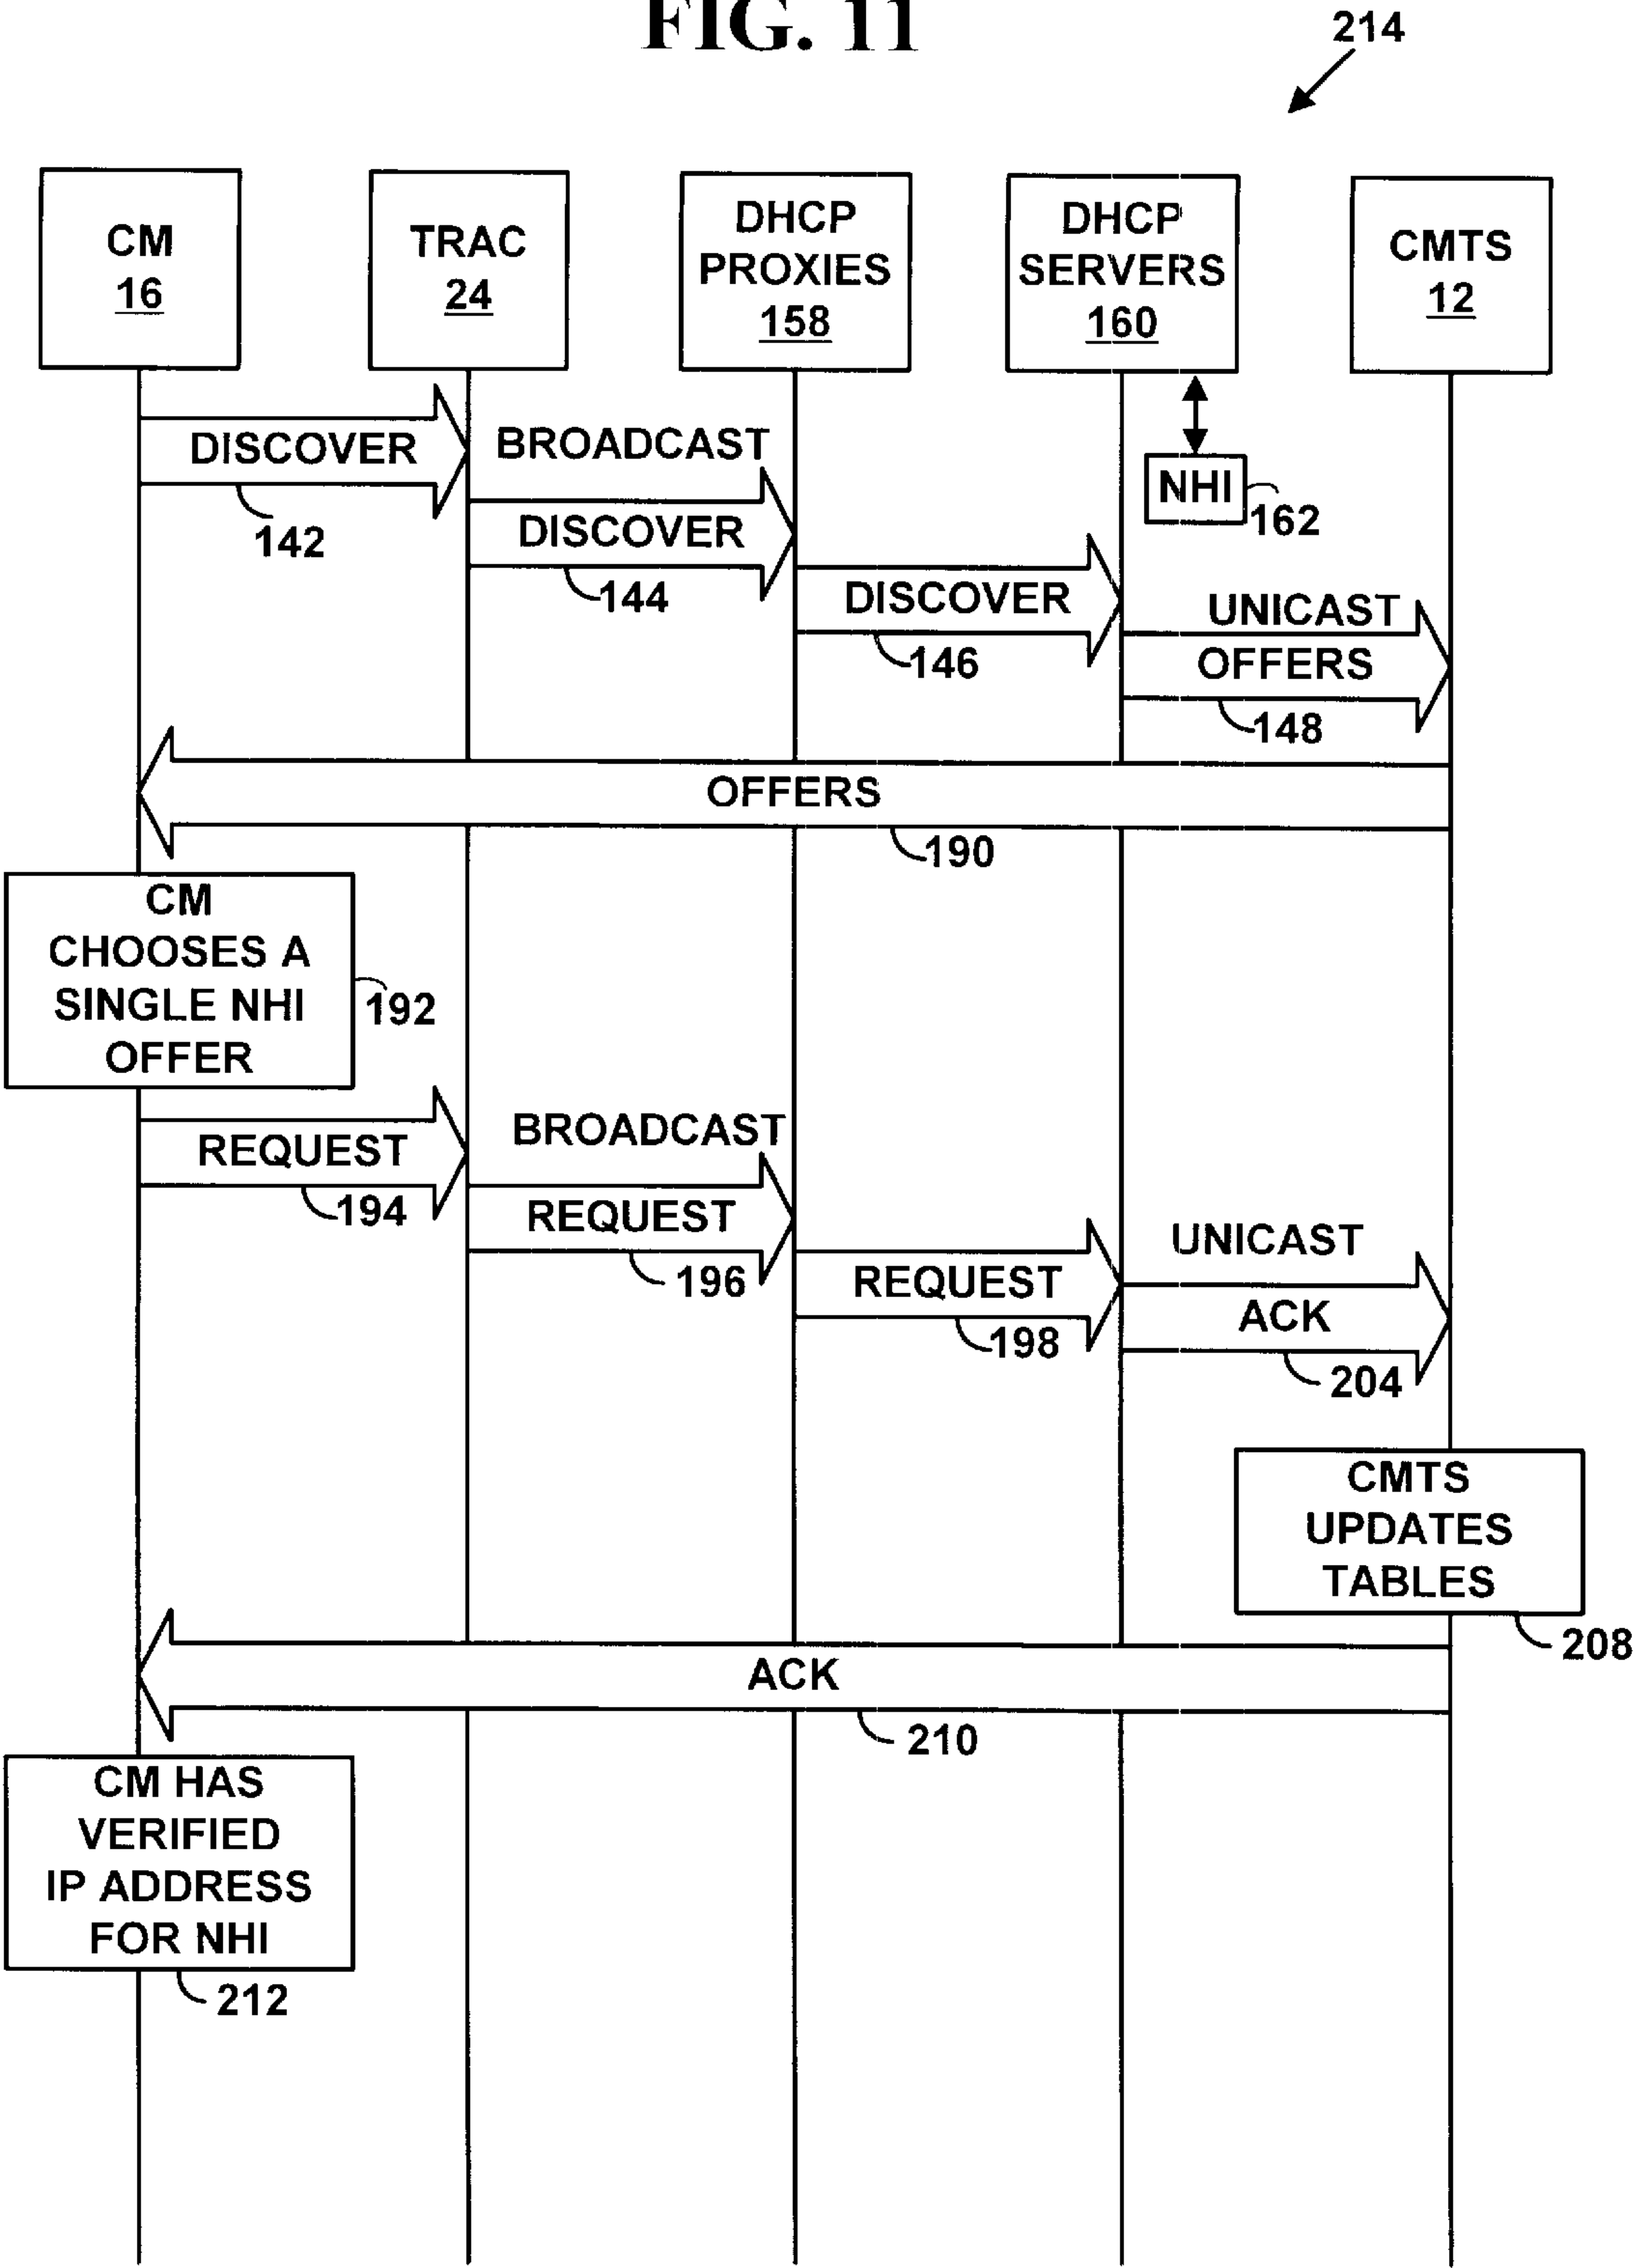 FIG. 11
214
CM
16
TRAC
24
DHCP
PROXIES
158
DHCP
SERVERS
160
CMTS
12
DISCOVER
142
BROADCAST
DISCOVER
144
NHI
162
DISCOVER
146
UNICAST
OFFERS
148
OFFERS
190
CM
CHOOSES A
SINGLE NHI
OFFER
192
REQUEST
194
BROADCAST
REQUEST
196
REQUEST
198
UNICAST
ACK
204
CMTS
UPDATES
TABLES
208
ACK
210
CM HAS
VERIFIED
IP ADDRESS
FOR NHI
212